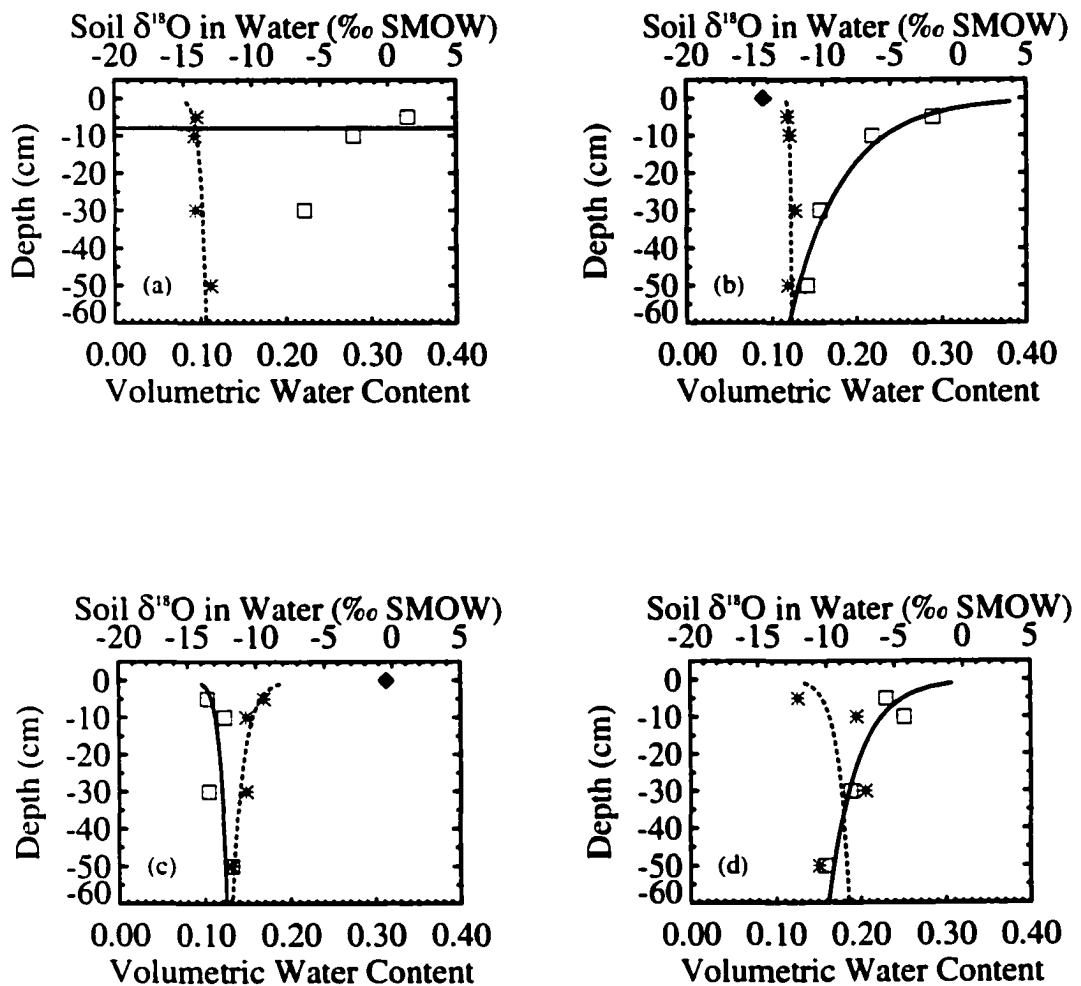 Soil δ¹⁸O in Water (‰ SMOW)
-20 -15 -10 -5 0 5
0
-10
-20
-30
-40
-50
-60
Depth (cm)
(a)
0.00 0.10 0.20 0.30 0.40
Volumetric Water Content
Soil δ¹⁸O in Water (‰ SMOW)
-20 -15 -10 -5 0 5
0
-10
-20
-30
-40
-50
-60
Depth (cm)
(b)
0.00 0.10 0.20 0.30 0.40
Volumetric Water Content
Soil δ¹⁸O in Water (‰ SMOW)
-20 -15 -10 -5 0 5
0
-10
-20
-30
-40
-50
-60
Depth (cm)
(c)
0.00 0.10 0.20 0.30 0.40
Volumetric Water Content
Soil δ¹⁸O in Water (‰ SMOW)
-20 -15 -10 -5 0 5
0
-10
-20
-30
-40
-50
-60
Depth (cm)
(d)
0.00 0.10 0.20 0.30 0.40
Volumetric Water Content